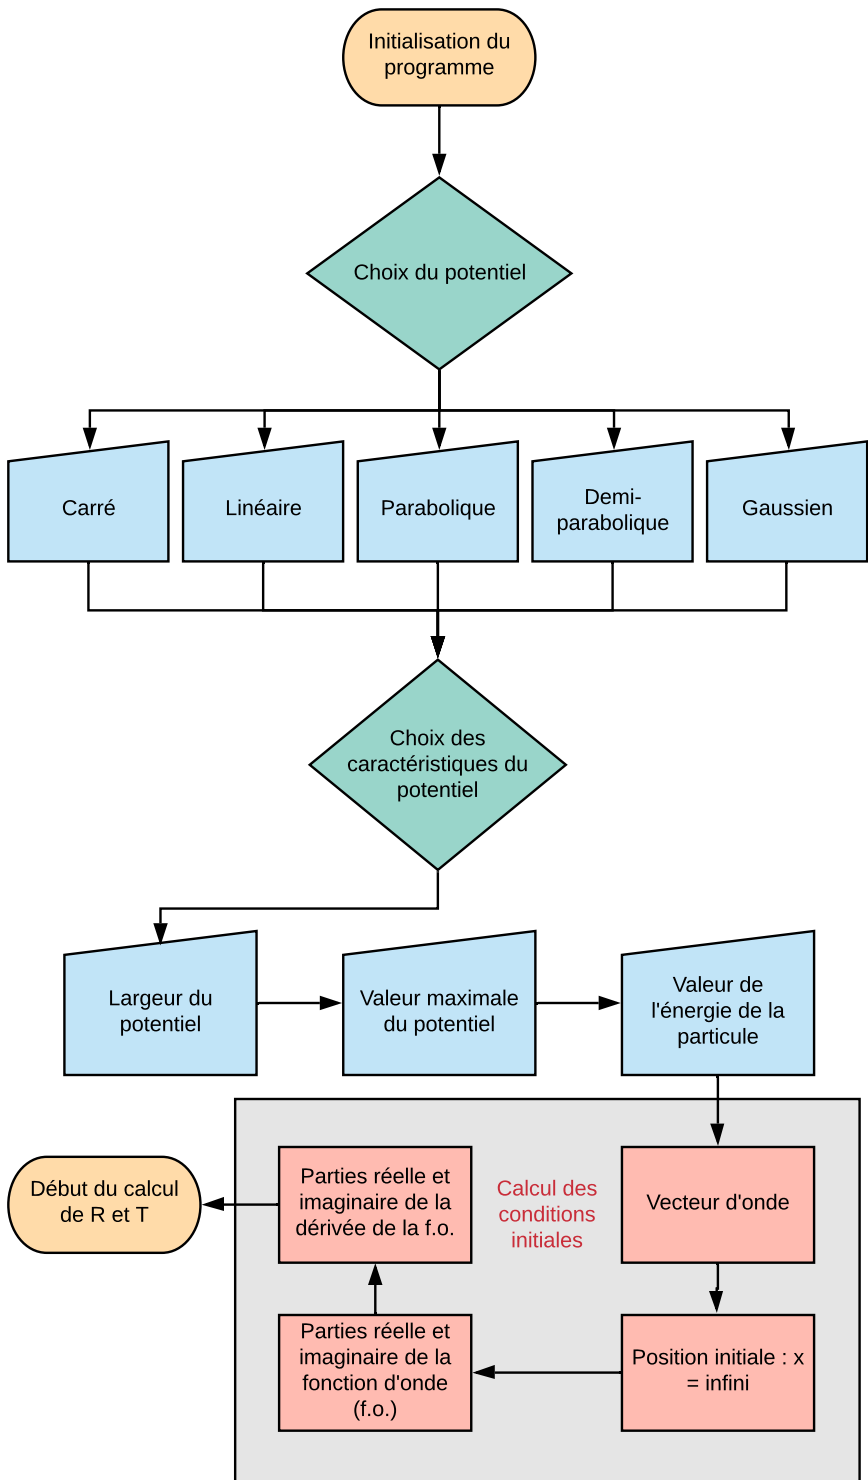 Initialisation du
programme
Choix du potentiel
Carré
Linéaire
Parabolique
Demi-
parabolique
Gaussien
Choix des
caractéristiques du
potentiel
Largeur du
potentiel
Valeur maximale
du potentiel
Valeur de
l'énergie de la
particule
Début du calcul
de R et T
Parties réelle et
imaginaire de la
dérivée de la f.o.
Calcul des
conditions
initiales
Vecteur d'onde
Parties réelle et
imaginaire de la
fonction d'onde
(f.o.)
Position initiale : x
= infini